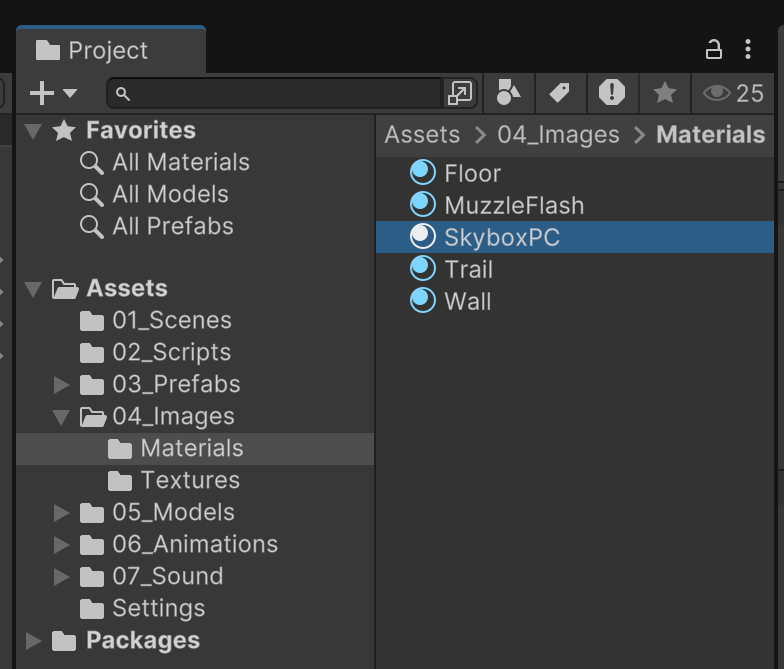 Project
25
Favorites
All Materials
All Models
All Prefabs
Assets
01_Scenes
02_Scripts
03_Prefabs
04_Images
Materials
Textures
05_Models
06_Animations
07_Sound
Settings
Packages
Assets > 04_Images > Materials
Floor
MuzzleFlash
SkyboxPC
Trail
Wall